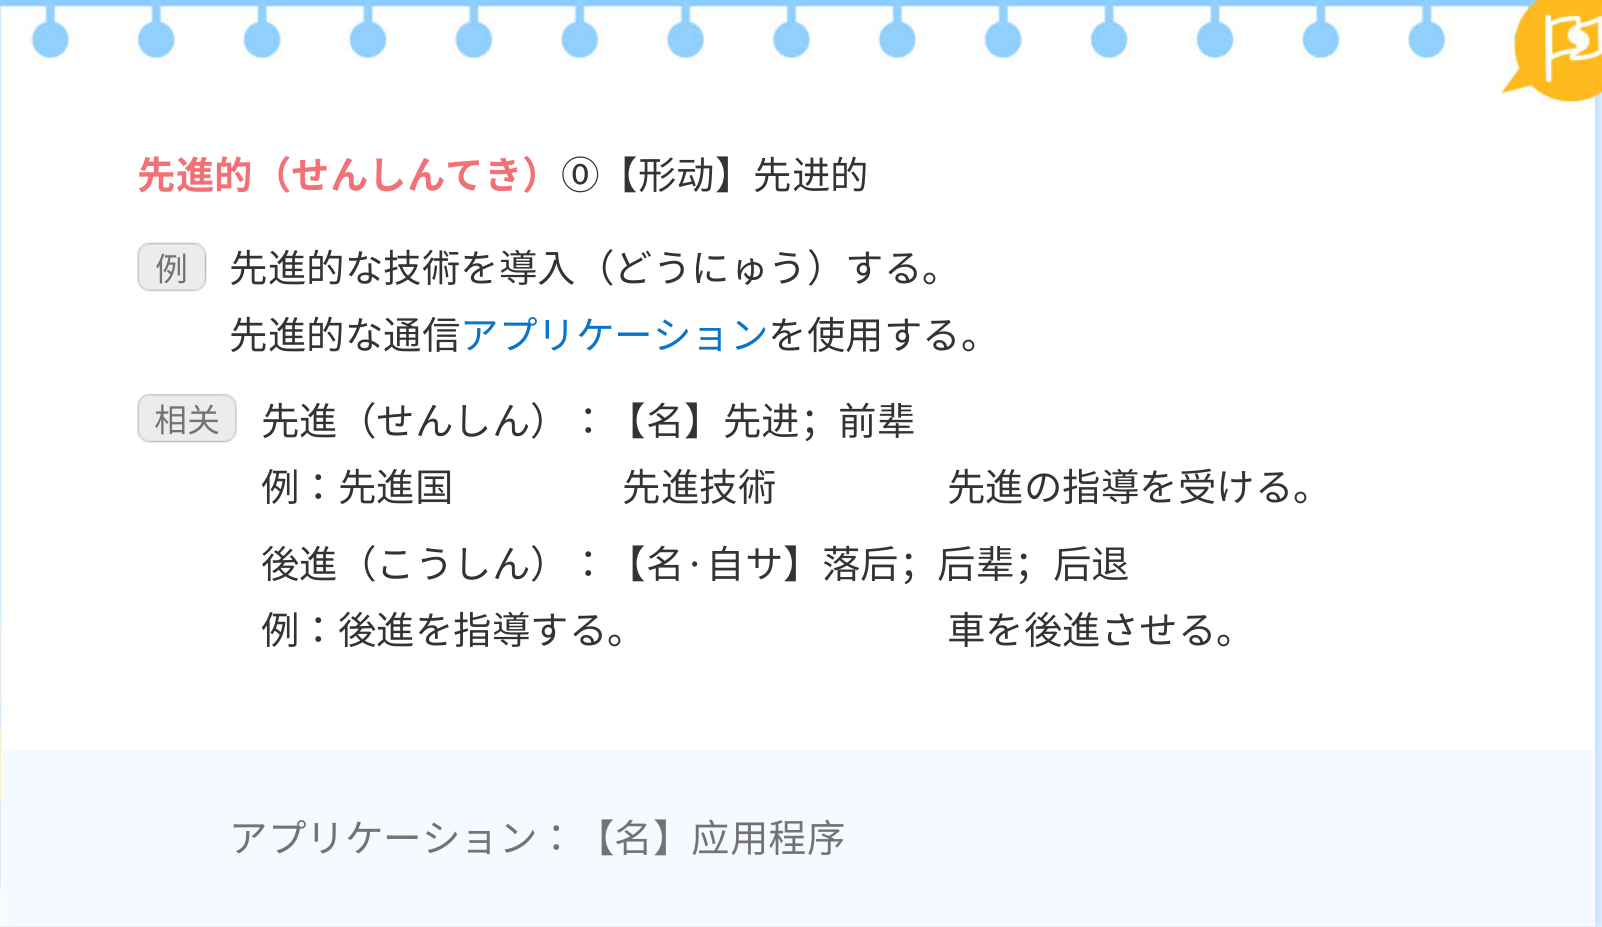 先進的（せんしんてき）⓪【形动】先进的
例 先進的な技術を導入（どうにゅう）する。
先進的な通信アプリケーションを使用する。
相关 先進（せんしん）：【名】先进；前辈
例：先進国 先進技術 先進の指導を受ける。
後進（こうしん）：【名·自サ】落后；后辈；后退
例：後進を指導する。 車を後進させる。
アプリケーション：【名】应用程序